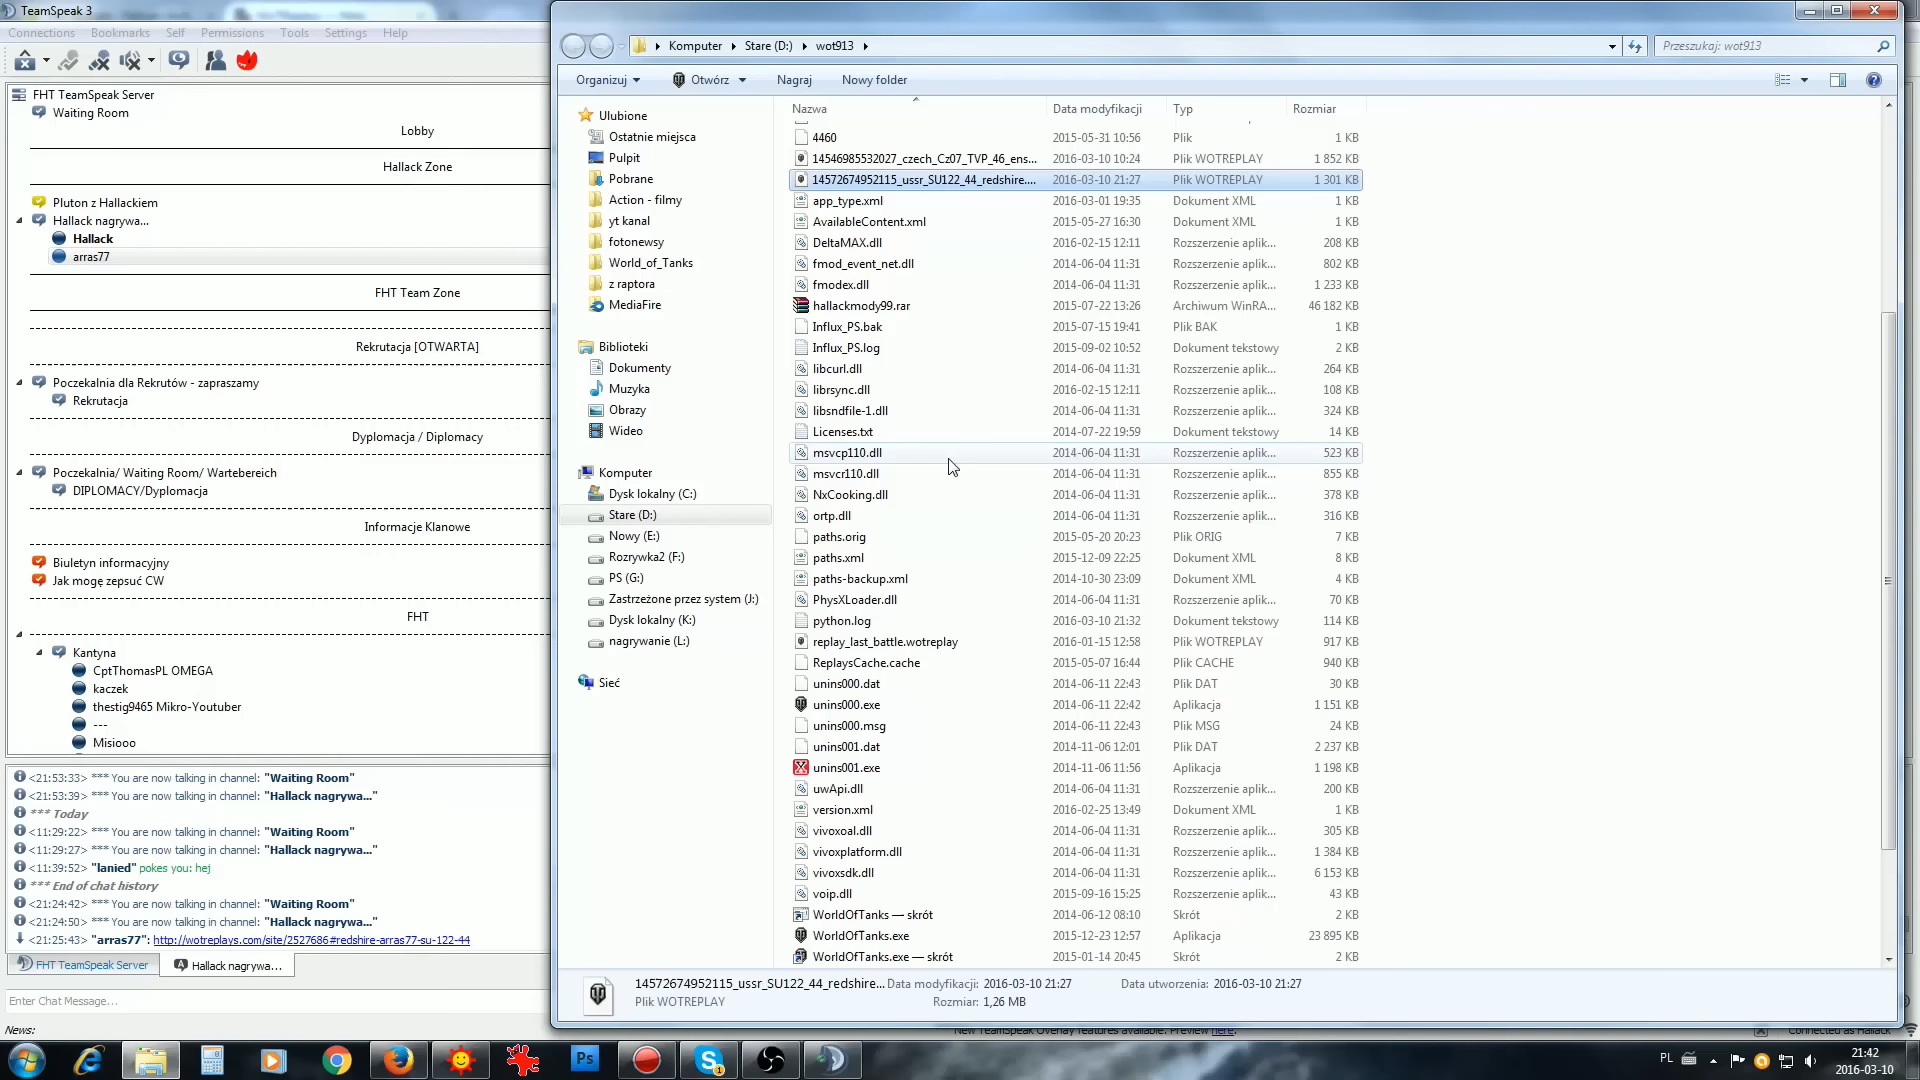 TeamSpeak 3
Connections Bookmarks Self Permissions Tools Settings Help
FHT TeamSpeak Server
Waiting Room
Lobby
Hallack Zone
Pluton z Hallackiem
Hallack nagrywa...
Hallack
arras77
FHT Team Zone
Rekrutacja [OTWARTA]
Poczekalnia dla Rekrutów - zapraszamy
Rekrutacja
Dyplomacja / Diplomacy
Poczekalnia/ Waiting Room/ Wartebereich
DIPLOMACY/Dyplomacja
Informacje Klanowe
Biuletyn informacyjny
Jak mogę zepsuć CW
FHT
Kantyna
CptThomasPL OMEGA
kaczek
thestig9465 Mikro-Youtuber
---
Misiooo
<21:53:33> *** You are now talking in channel: "Waiting Room"
<21:53:39> *** You are now talking in channel: "Hallack nagrywa..."
*** Today
<11:29:22> *** You are now talking in channel: "Waiting Room"
<11:29:27> *** You are now talking in channel: "Hallack nagrywa..."
<11:39:52> "lanied" pokes you: hej
*** End of chat history
<21:24:42> *** You are now talking in channel: "Waiting Room"
<21:24:50> *** You are now talking in channel: "Hallack nagrywa..."
<21:25:43> "arras77": http://wotreplays.com/site/2527686#redshire-arras77-su-122-44
FHT TeamSpeak Server Hallack nagrywa...
Enter Chat Message...
News: New TeamSpeak Overlay features available. Preview here. Connected as Hallack
Komputer Stare (D:) wot913 Przeszukaj: wot913
Organizuj Otwórz Nagraj Nowy folder
Ulubione
Ostatnie miejsca
Pulpit
Pobrane
Action - filmy
yt kanal
fotonewsy
World_of_Tanks
z raptora
MediaFire
Biblioteki
Dokumenty
Muzyka
Obrazy
Wideo
Komputer
Dysk lokalny (C:)
Stare (D:)
Nowy (E:)
Rozrywka2 (F:)
PS (G:)
Zastrzeżone przez system (J:)
Dysk lokalny (K:)
nagrywanie (L:)
Sieć
Nazwa Data modyfikacji Typ Rozmiar
4460 2015-05-31 10:56 Plik 1 KB
14546985532027_czech_Cz07_TVP_46_ens... 2016-03-10 10:24 Plik WOTREPLAY 1 852 KB
14572674952115_ussr_SU122_44_redshire.... 2016-03-10 21:27 Plik WOTREPLAY 1 301 KB
app_type.xml 2016-03-01 19:35 Dokument XML 1 KB
AvailableContent.xml 2015-05-27 16:30 Dokument XML 1 KB
DeltaMAX.dll 2016-02-15 12:11 Rozszerzenie aplik... 208 KB
fmod_event_net.dll 2014-06-04 11:31 Rozszerzenie aplik... 802 KB
fmodex.dll 2014-06-04 11:31 Rozszerzenie aplik... 1 233 KB
hallackmody99.rar 2015-07-22 13:26 Archiwum WinRA... 46 182 KB
Influx_PS.bak 2015-07-15 19:41 Plik BAK 1 KB
Influx_PS.log 2015-09-02 10:52 Dokument tekstowy 2 KB
libcurl.dll 2014-06-04 11:31 Rozszerzenie aplik... 264 KB
librsync.dll 2016-02-15 12:11 Rozszerzenie aplik... 108 KB
libsndfile-1.dll 2014-06-04 11:31 Rozszerzenie aplik... 324 KB
Licenses.txt 2014-07-22 19:59 Dokument tekstowy 14 KB
msvcp110.dll 2014-06-04 11:31 Rozszerzenie aplik... 523 KB
msvcr110.dll 2014-06-04 11:31 Rozszerzenie aplik... 855 KB
NxCooking.dll 2014-06-04 11:31 Rozszerzenie aplik... 378 KB
ortp.dll 2014-06-04 11:31 Rozszerzenie aplik... 316 KB
paths.orig 2015-05-20 20:23 Plik ORIG 7 KB
paths.xml 2015-12-09 22:25 Dokument XML 8 KB
paths-backup.xml 2014-10-30 23:09 Dokument XML 4 KB
PhysXLoader.dll 2014-06-04 11:31 Rozszerzenie aplik... 70 KB
python.log 2016-03-10 21:32 Dokument tekstowy 114 KB
replay_last_battle.wotreplay 2016-01-15 12:58 Plik WOTREPLAY 917 KB
ReplaysCache.cache 2015-05-07 16:44 Plik CACHE 940 KB
unins000.dat 2014-06-11 22:43 Plik DAT 30 KB
unins000.exe 2014-06-11 22:42 Aplikacja 1 151 KB
unins000.msg 2014-06-11 22:43 Plik MSG 24 KB
unins001.dat 2014-11-06 12:01 Plik DAT 2 237 KB
unins001.exe 2014-11-06 11:56 Aplikacja 1 198 KB
uwApi.dll 2014-06-04 11:31 Rozszerzenie aplik... 200 KB
version.xml 2016-02-25 13:49 Dokument XML 1 KB
vivoxoal.dll 2014-06-04 11:31 Rozszerzenie aplik... 305 KB
vivoxplatform.dll 2014-06-04 11:31 Rozszerzenie aplik... 1 384 KB
vivoxsdk.dll 2014-06-04 11:31 Rozszerzenie aplik... 6 153 KB
voip.dll 2015-09-16 15:25 Rozszerzenie aplik... 43 KB
WorldOfTanks — skrót 2014-06-12 08:10 Skrót 2 KB
WorldOfTanks.exe 2015-12-23 12:57 Aplikacja 23 895 KB
WorldOfTanks.exe — skrót 2015-01-14 20:45 Skrót 2 KB
14572674952115_ussr_SU122_44_redshire... Data modyfikacji: 2016-03-10 21:27 Data utworzenia: 2016-03-10 21:27
Plik WOTREPLAY Rozmiar: 1,26 MB
Ps
PL
21:42
2016-03-10